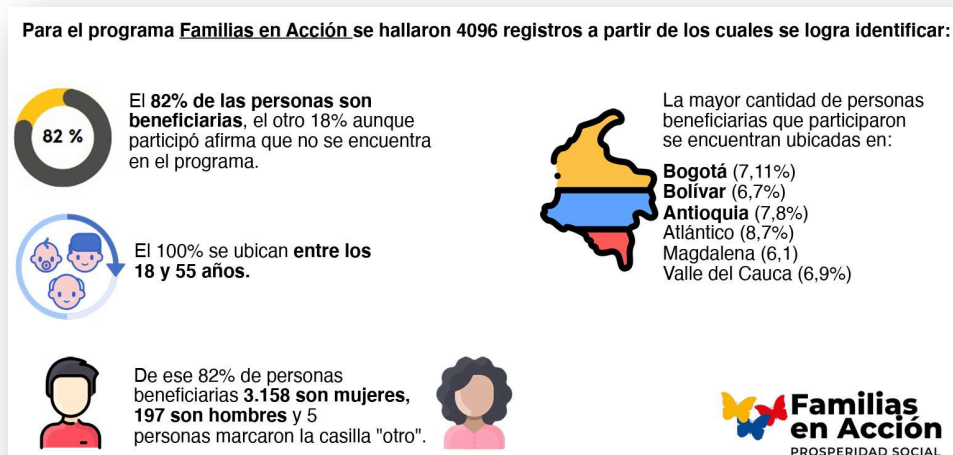 Para el programa Familias en Acción se hallaron 4096 registros a partir de los cuales se logra identificar:
82 %
El 82% de las personas son
beneficiarias, el otro 18% aunque
participó afirma que no se encuentra
en el programa.
El 100% se ubican entre los
18 y 55 años.
De ese 82% de personas
beneficiarias 3.158 son mujeres,
197 son hombres y 5
personas marcaron la casilla "otro".
La mayor cantidad de personas
beneficiarias que participaron
se encuentran ubicadas en:
Bogotá (7,11%)
Bolívar (6,7%)
Antioquia (7,8%)
Atlántico (8,7%)
Magdalena (6,1)
Valle del Cauca (6,9%)
Familias
en Acción
PROSPERIDAD SOCIAL